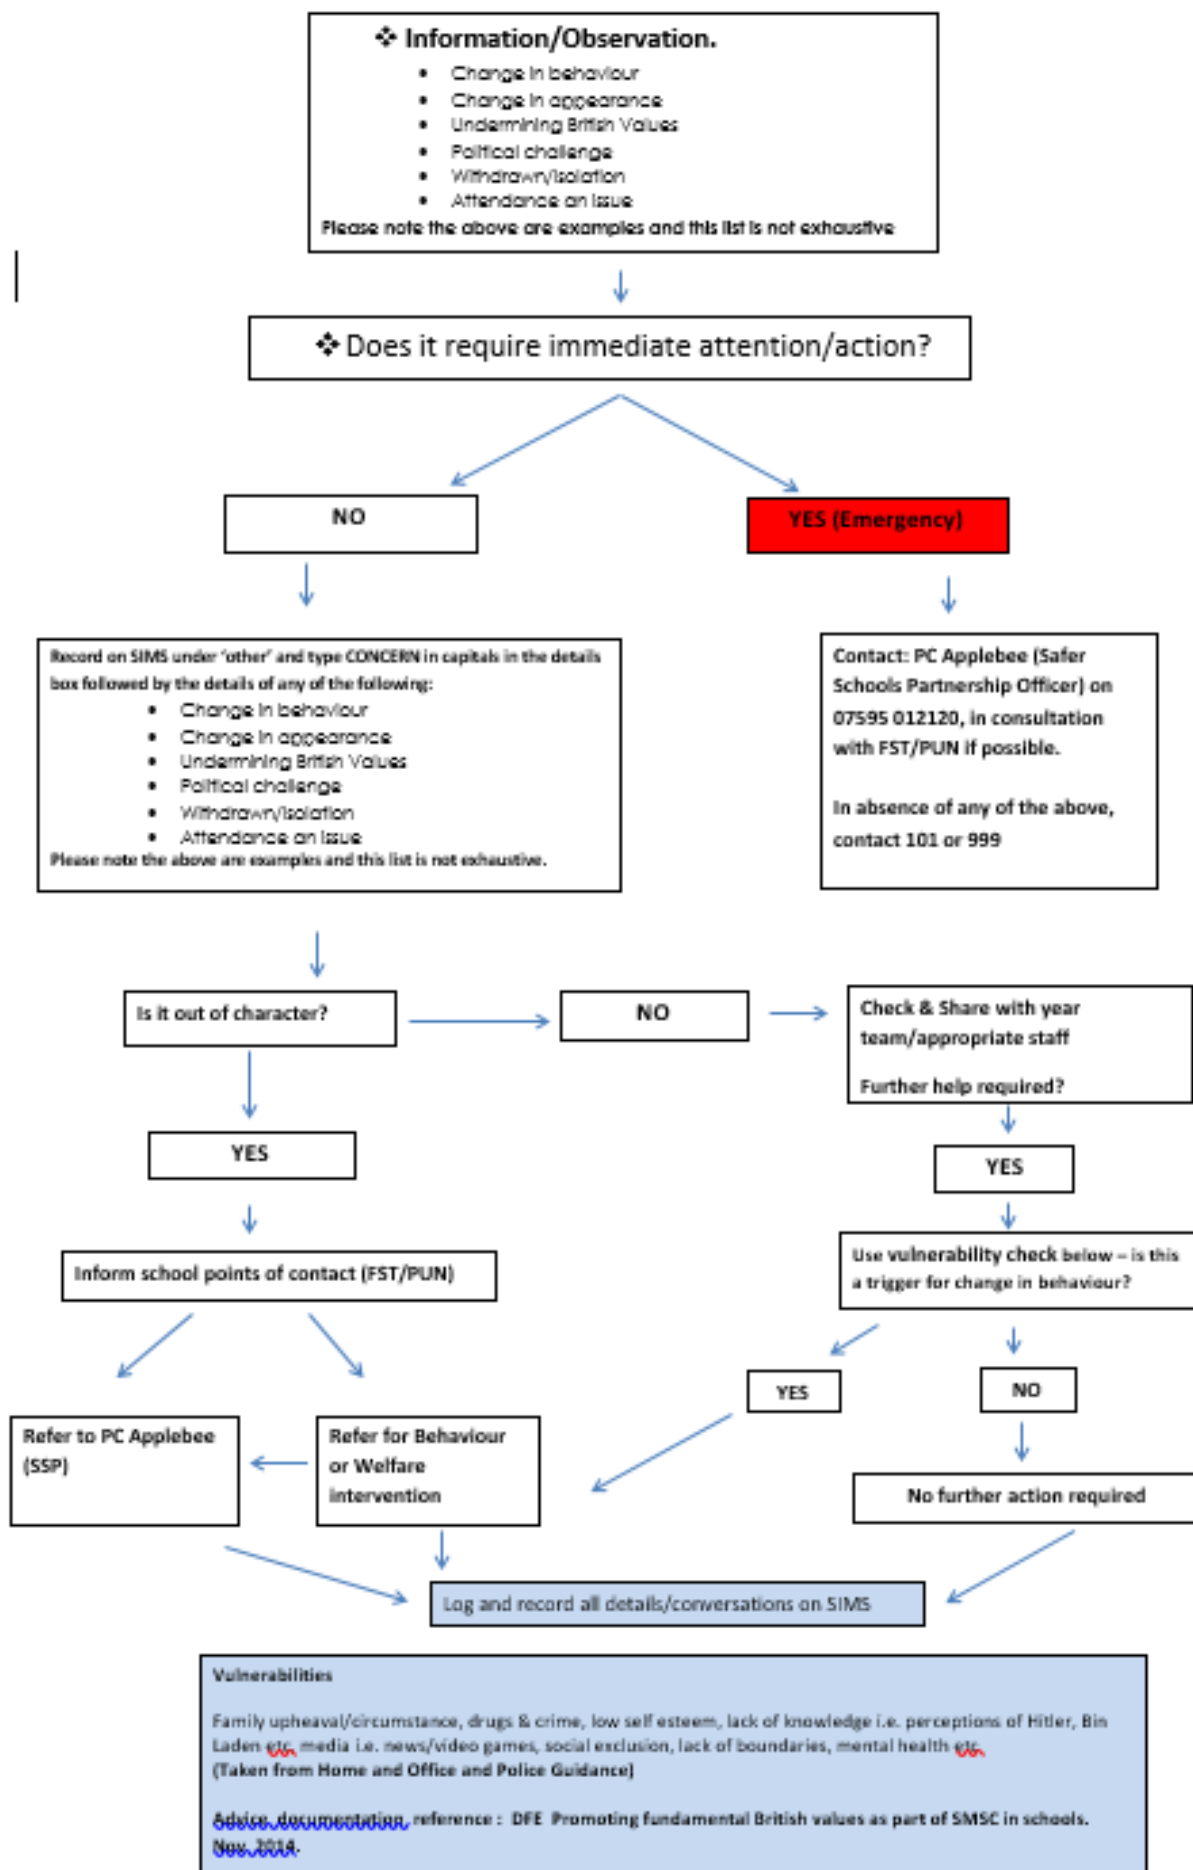 ❖ Information/Observation.
• Change in behaviour
• Change in appearance
• Undermining British Values
• Political challenge
• Withdrawn/isolation
• Attendance an issue
Please note the above are examples and this list is not exhaustive
❖ Does it require immediate attention/action?
NO
YES (Emergency)
Record on SIMS under ‘other’ and type CONCERN in capitals in the details
box followed by the details of any of the following:
• Change in behaviour
• Change in appearance
• Undermining British Values
• Political challenge
• Withdrawn/isolation
• Attendance an issue
Please note the above are examples and this list is not exhaustive.
Contact: PC Applebee (Safer
Schools Partnership Officer) on
07595 012120, in consultation
with FST/PUN if possible.
In absence of any of the above,
contact 101 or 999
Is it out of character?
NO
Check & Share with year
team/appropriate staff
Further help required?
YES
YES
Inform school points of contact (FST/PUN)
Use vulnerability check below – is this
a trigger for change in behaviour?
YES
NO
Refer to PC Applebee
(SSP)
Refer for Behaviour
or Welfare
intervention
No further action required
Log and record all details/conversations on SIMS
Vulnerabilities
Family upheaval/circumstance, drugs & crime, low self esteem, lack of knowledge i.e. perceptions of Hitler, Bin
Laden etc, media i.e. news/video games, social exclusion, lack of boundaries, mental health etc.
(Taken from Home and Office and Police Guidance)
Advice documentation reference : DFE Promoting fundamental British values as part of SMSC in schools.
Nov. 2014.